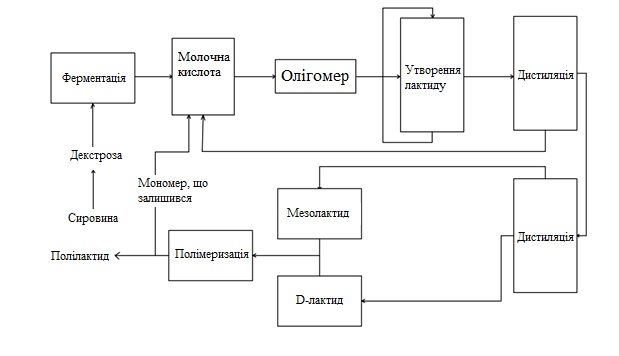 Ферментація
Молочна
кислота
Олігомер
Утворення
лактиду
Дистиляція
Декстроза
Сировина
Мономер, що
залишився
Мезолактид
Дистиляція
Полілактид
Полімеризація
D-лактид